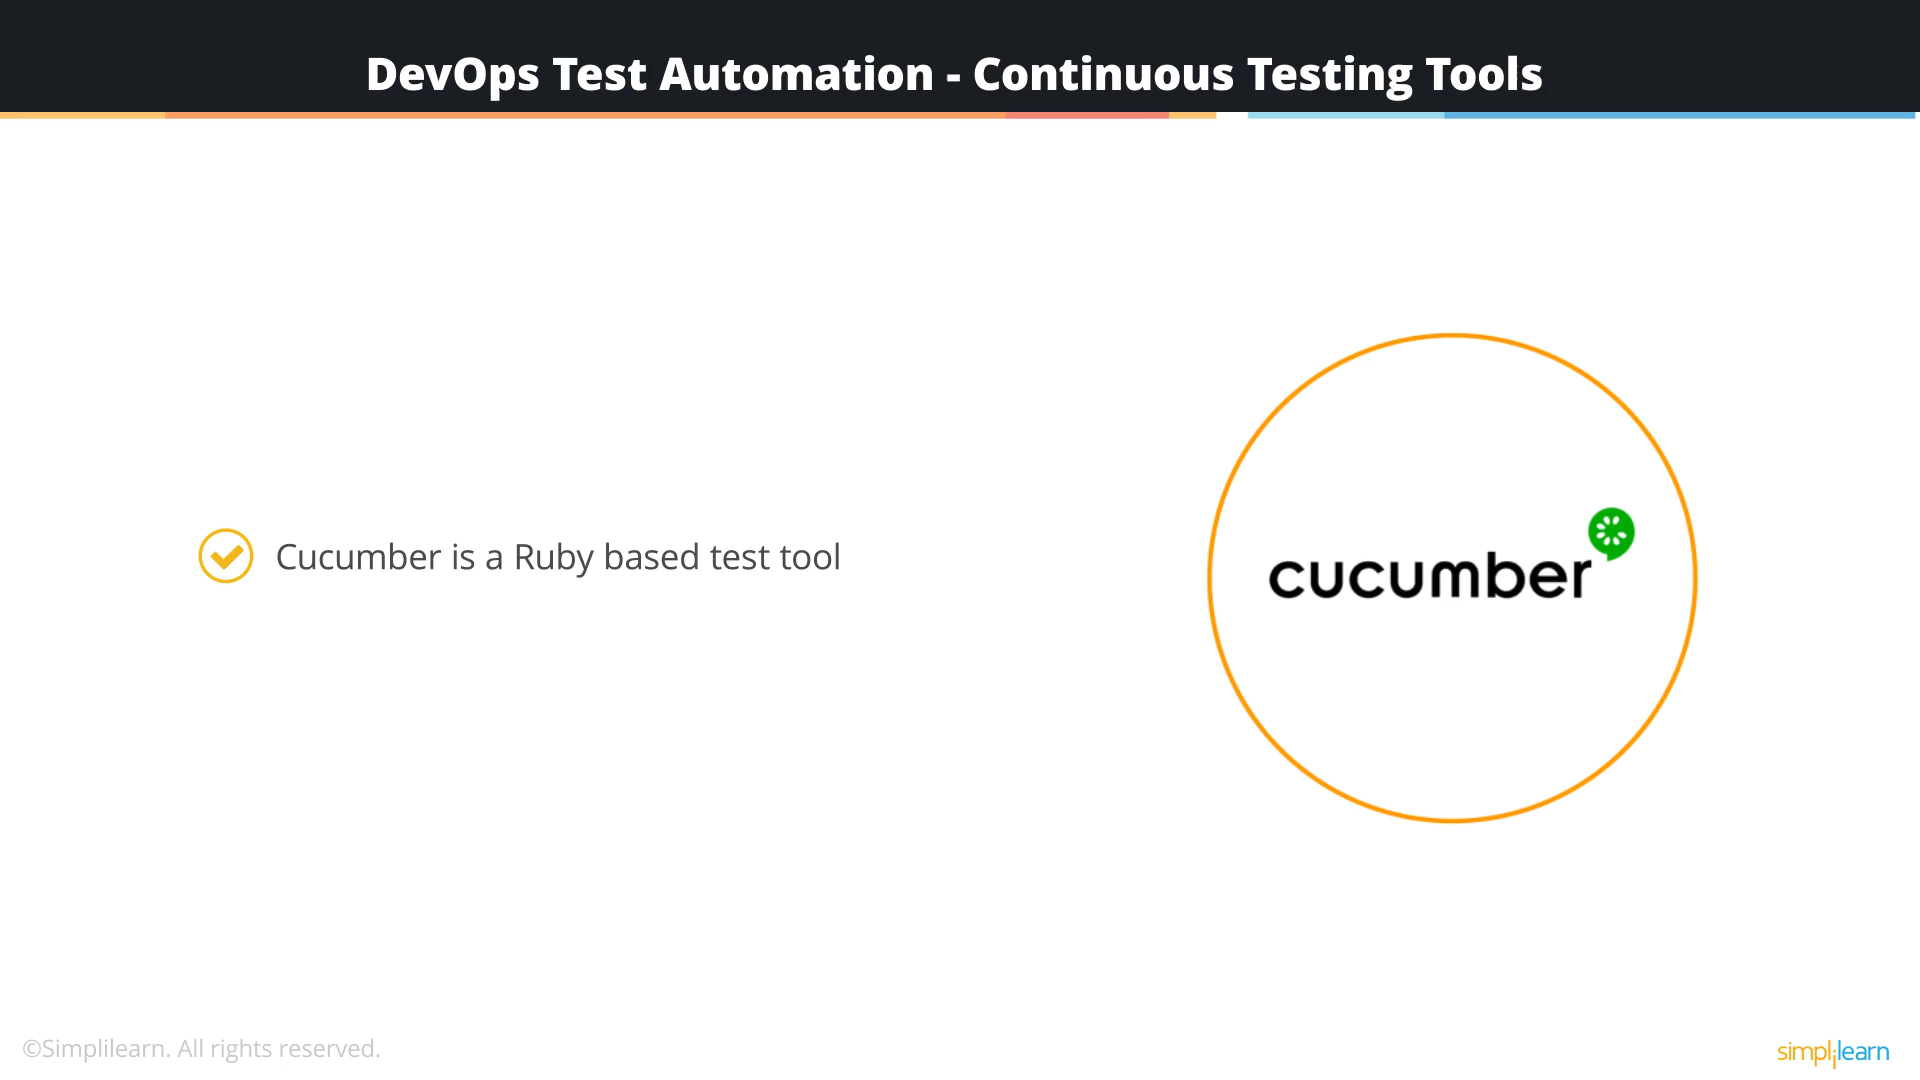 DevOps Test Automation - Continuous Testing Tools
Cucumber is a Ruby based test tool
cucumber
©Simplilearn. All rights reserved.
simplilearn